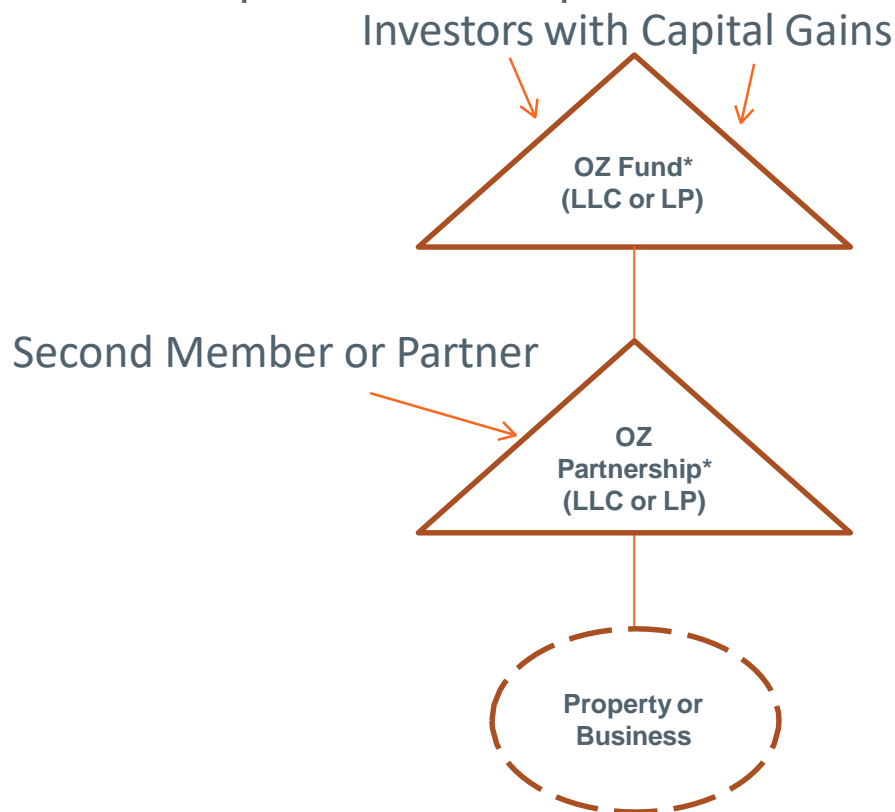 Investors with Capital Gains
OZ Fund*
(LLC or LP)
Second Member or Partner
OZ
Partnership*
(LLC or LP)
Property or
Business